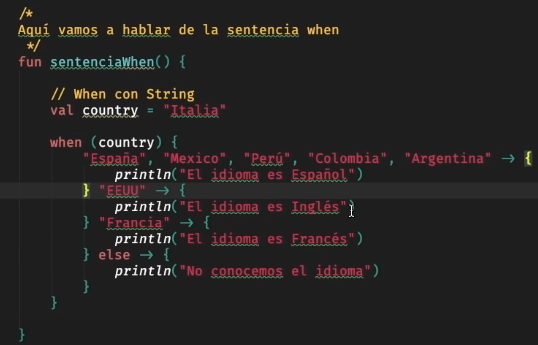 /*
Aquí vamos a hablar de la sentencia when
*/
fun sentenciaWhen() {
// When con String
val country = "Italia"
when (country) {
"España", "Mexico", "Perú", "Colombia", "Argentina" -> {
println("El idioma es Español")
} "EEUU" -> {
println("El idioma es Inglés")
} "Francia" -> {
println("El idioma es Francés")
} else -> {
println("No conocemos el idioma")
}
}
}